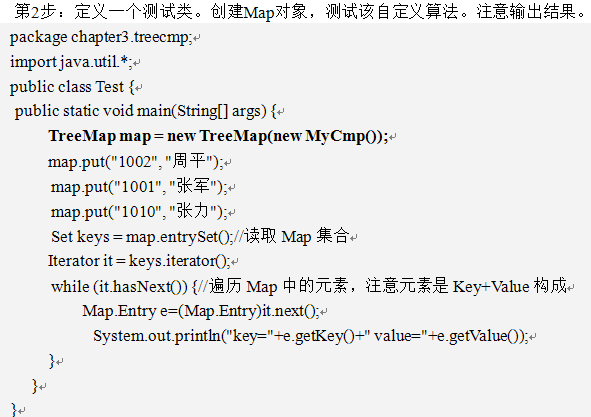 第2步：定义一个测试类。创建Map对象，测试该自定义算法。注意输出结果。
package chapter3.treecmp;↵
import java.util.*;↵
public class Test {↵
public static void main(String[] args) {↵
TreeMap map = new TreeMap(new MyCmp());↵
map.put("1002", "周平");↵
map.put("1001", "张军");↵
map.put("1010", "张力");↵
Set keys = map.entrySet();//读取 Map 集合↵
Iterator it = keys.iterator();↵
while (it.hasNext()) {//遍历 Map 中的元素，注意元素是 Key+Value 构成↵
Map.Entry e=(Map.Entry)it.next();↵
System.out.println("key="+e.getKey()+" value="+e.getValue());↵
}↵
}↵
}↵